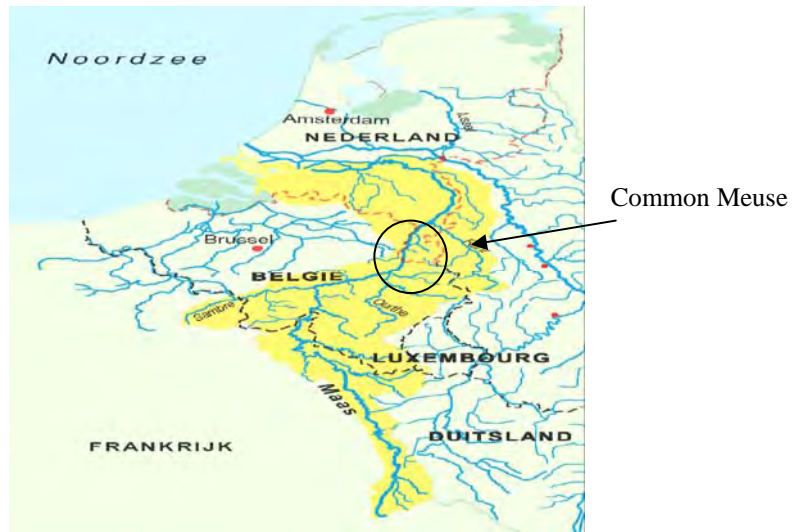 Noordzee
Amsterdam
NEDERLAND
IJssel
Common Meuse
Brussel
BELGIE
Sambre
Ourthe
LUXEMBOURG
Maas
DUITSLAND
FRANKRIJK